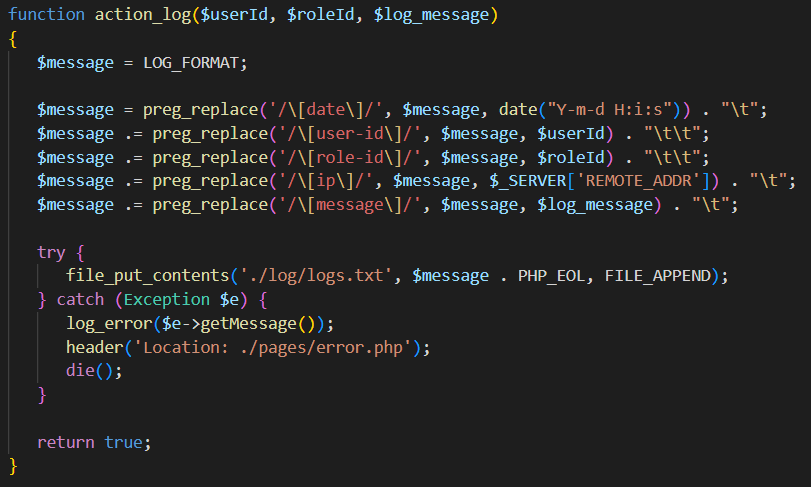 function action_log($userId, $roleId, $log_message)
{
    $message = LOG_FORMAT;

    $message = preg_replace('/\[date\]/', $message, date("Y-m-d H:i:s")) . "\t";
    $message .= preg_replace('/\[user-id\]/', $message, $userId) . "\t\t";
    $message .= preg_replace('/\[role-id\]/', $message, $roleId) . "\t\t";
    $message .= preg_replace('/\[ip\]/', $message, $_SERVER['REMOTE_ADDR']) . "\t";
    $message .= preg_replace('/\[message\]/', $message, $log_message) . "\t";

    try {
        file_put_contents('./log/logs.txt', $message . PHP_EOL, FILE_APPEND);
    } catch (Exception $e) {
        log_error($e->getMessage());
        header('Location: ./pages/error.php');
        die();
    }

    return true;
}